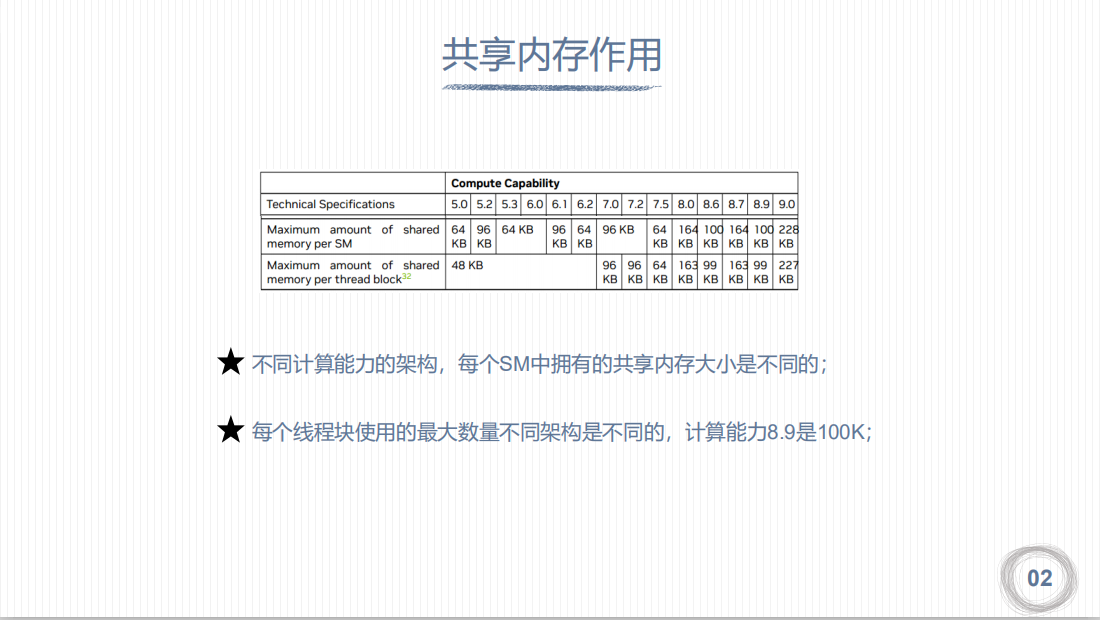 共享内存作用
Compute Capability
Technical Specifications 5.0 5.2 5.3 6.0 6.1 6.2 7.0 7.2 7.5 8.0 8.6 8.7 8.9 9.0
Maximum amount of shared memory per SM 64 KB 96 KB 64 KB 96 KB 64 KB 96 KB 64 KB 164 KB 100 KB 164 KB 100 KB 228 KB
Maximum amount of shared memory per thread block32 48 KB 96 KB 96 KB 64 KB 163 KB 99 KB 163 KB 99 KB 227 KB
★ 不同计算能力的架构，每个SM中拥有的共享内存大小是不同的；
★ 每个线程块使用的最大数量不同架构是不同的，计算能力8.9是100K；
02